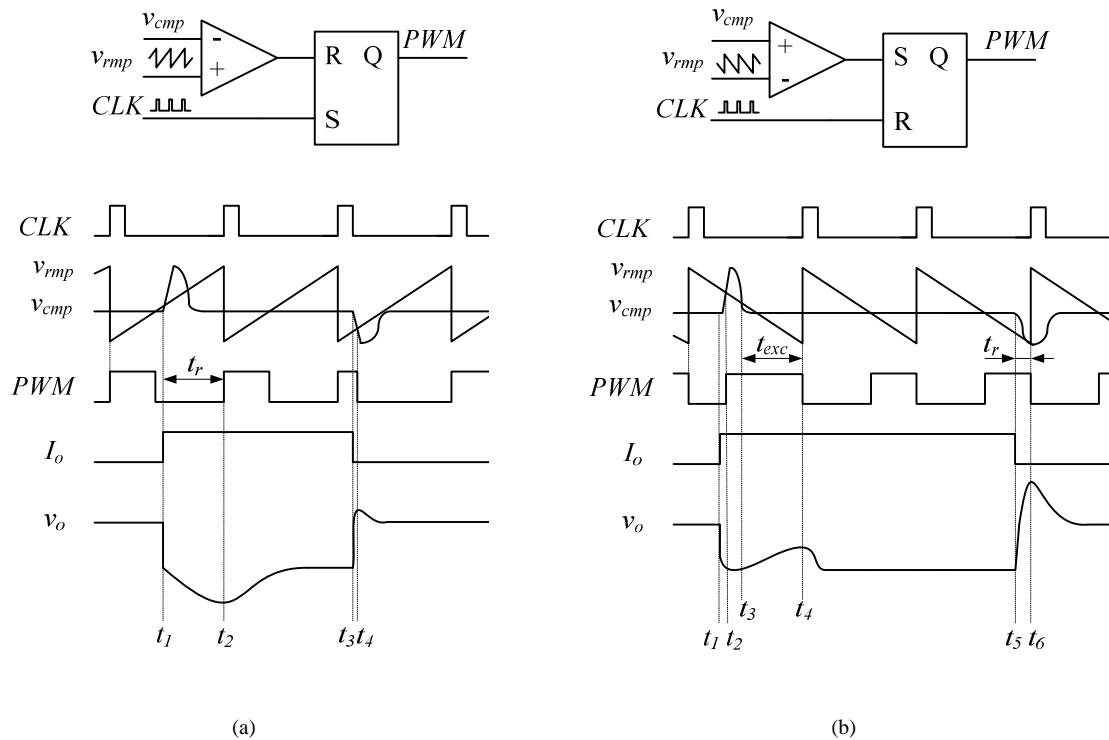 v_cmp
-
v_rmp
+
CLK
R Q
S
PWM
CLK
v_rmp
v_cmp
t_r
PWM
I_o
v_o
t_1 t_2 t_3 t_4
(a)
v_cmp
+
v_rmp
-
CLK
S Q
R
PWM
CLK
v_rmp
v_cmp
t_exc t_r
PWM
I_o
v_o
t_1 t_2 t_3 t_4 t_5 t_6
(b)